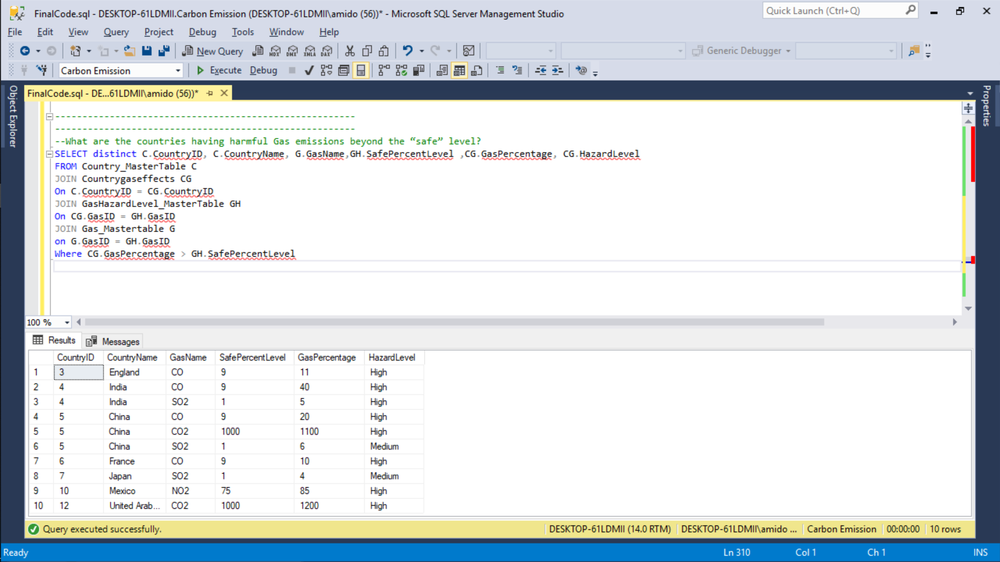 FinalCode.sql - DESKTOP-61LDMII.Carbon Emission (DESKTOP-61LDMII\amido (56))* - Microsoft SQL Server Management Studio
Quick Launch (Ctrl+Q)
File Edit View Query Project Debug Tools Window Help
New Query MDX DMX XMLA DAX Generic Debugger
Carbon Emission Execute Debug
Object Explorer
FinalCode.sql - DE...61LDMII\amido (56))*
Properties
-------------------------------------------------------
-------------------------------------------------------
--What are the countries having harmful Gas emissions beyond the “safe” level?
SELECT distinct C.CountryID, C.CountryName, G.GasName,GH.SafePercentLevel ,CG.GasPercentage, CG.HazardLevel
FROM Country_MasterTable C
JOIN Countrygaseffects CG
On C.CountryID = CG.CountryID
JOIN GasHazardLevel_MasterTable GH
On CG.GasID = GH.GasID
JOIN Gas_Mastertable G
on G.GasID = GH.GasID
Where CG.GasPercentage > GH.SafePercentLevel
100 %
Results Messages
CountryID CountryName GasName SafePercentLevel GasPercentage HazardLevel
1 3 England CO 9 11 High
2 4 India CO 9 40 High
3 4 India SO2 1 5 High
4 5 China CO 9 20 High
5 5 China CO2 1000 1100 High
6 5 China SO2 1 6 Medium
7 6 France CO 9 10 High
8 7 Japan SO2 1 4 Medium
9 10 Mexico NO2 75 85 High
10 12 United Arab... CO2 1000 1200 High
Query executed successfully. DESKTOP-61LDMII (14.0 RTM) DESKTOP-61LDMII\amido ... Carbon Emission 00:00:00 10 rows
Ready Ln 310 Col 1 Ch 1 INS